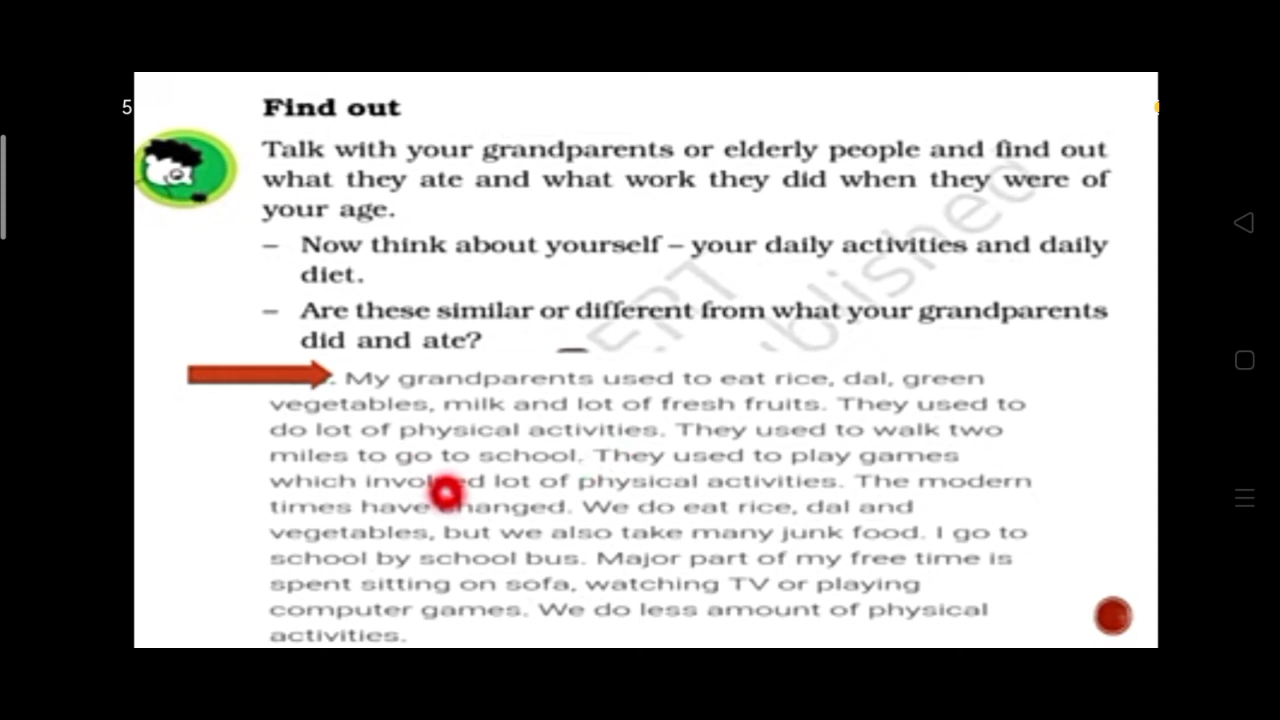 5
Find out
Talk with your grandparents or elderly people and find out
what they ate and what work they did when they were of
your age.
– Now think about yourself – your daily activities and daily
diet.
– Are these similar or different from what your grandparents
did and ate?
. My grandparents used to eat rice, dal, green
vegetables, milk and lot of fresh fruits. They used to
do lot of physical activities. They used to walk two
miles to go to school. They used to play games
which involved lot of physical activities. The modern
times have changed. We do eat rice, dal and
vegetables, but we also take many junk food. I go to
school by school bus. Major part of my free time is
spent sitting on sofa, watching TV or playing
computer games. We do less amount of physical
activities.